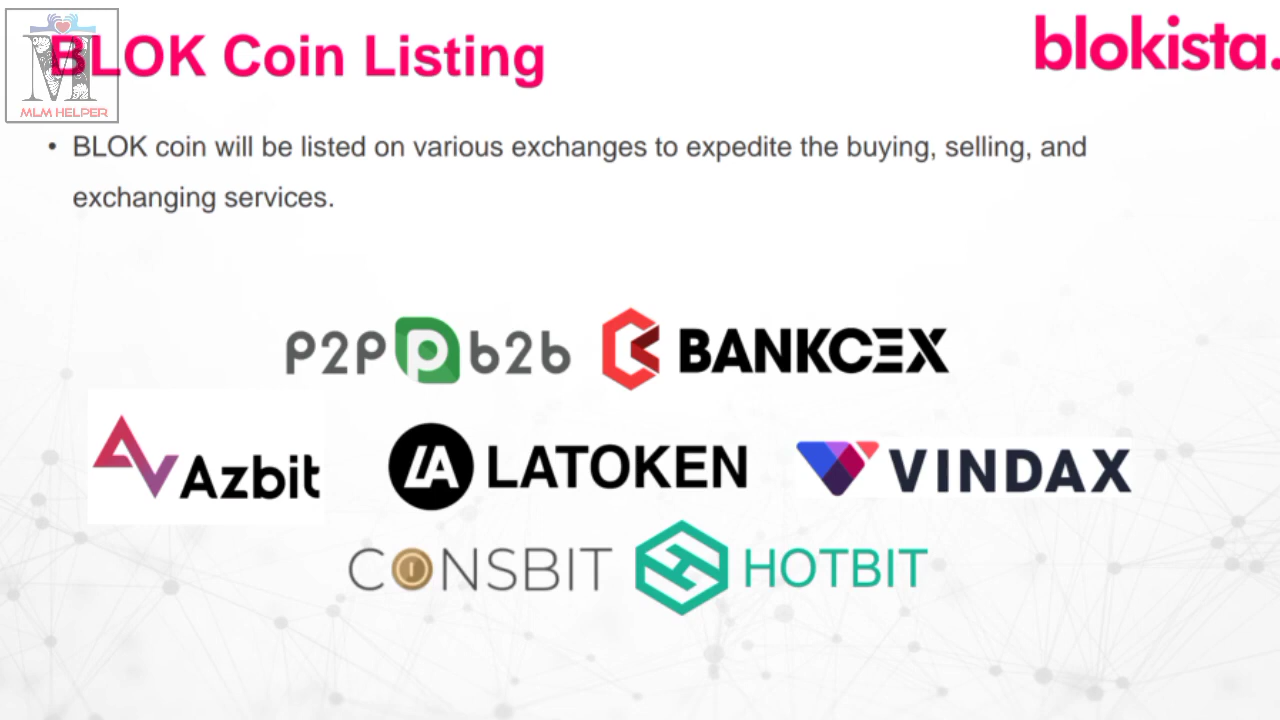 BLOK Coin Listing
blokista.
MLM HELPER
• BLOK coin will be listed on various exchanges to expedite the buying, selling, and
exchanging services.
P2P b2b
BANKCEX
Azbit
LATOKEN
VINDAX
CONSBIT
HOTBIT